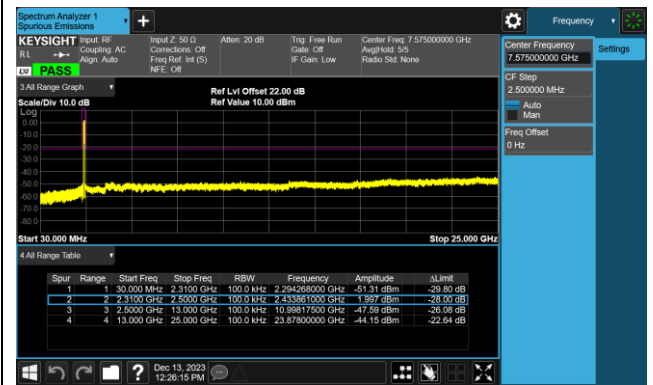 Spectrum Analyzer 1
Spurious Emissions
Frequency
KEYSIGHT
RL
Input: RF
Coupling: AC
Align: Auto
Input Z: 50 Ω
Corrections: Off
Freq Ref: Int (S)
NFE: Off
Atten: 20 dB
Trig: Free Run
Gate: Off
IF Gain: Low
Center Freq: 7.575000000 GHz
Avg|Hold: 5/5
Radio Std: None
PASS
Center Frequency
7.575000000 GHz
Settings
CF Step
2.500000 MHz
Auto
Man
Freq Offset
0 Hz
3 All Range Graph
Scale/Div 10.0 dB
Ref Lvl Offset 22.00 dB
Ref Value 10.00 dBm
Log
0.00
-10.0
-20.0
-30.0
-40.0
-50.0
-60.0
-70.0
-80.0
Start 30.000 MHz
Stop 25.000 GHz
4 All Range Table
Spur Range Start Freq Stop Freq RBW Frequency Amplitude ΔLimit
1 1 30.000 MHz 2.3100 GHz 100.0 kHz 2.294268000 GHz -51.31 dBm -29.80 dB
2 2 2.3100 GHz 2.5000 GHz 100.0 kHz 2.433861000 GHz 1.997 dBm -28.00 dB
3 3 2.5000 GHz 13.000 GHz 100.0 kHz 10.99817500 GHz -47.59 dBm -26.08 dB
4 4 13.000 GHz 25.000 GHz 100.0 kHz 23.87800000 GHz -44.15 dBm -22.64 dB
?
Dec 13, 2023
12:26:15 PM